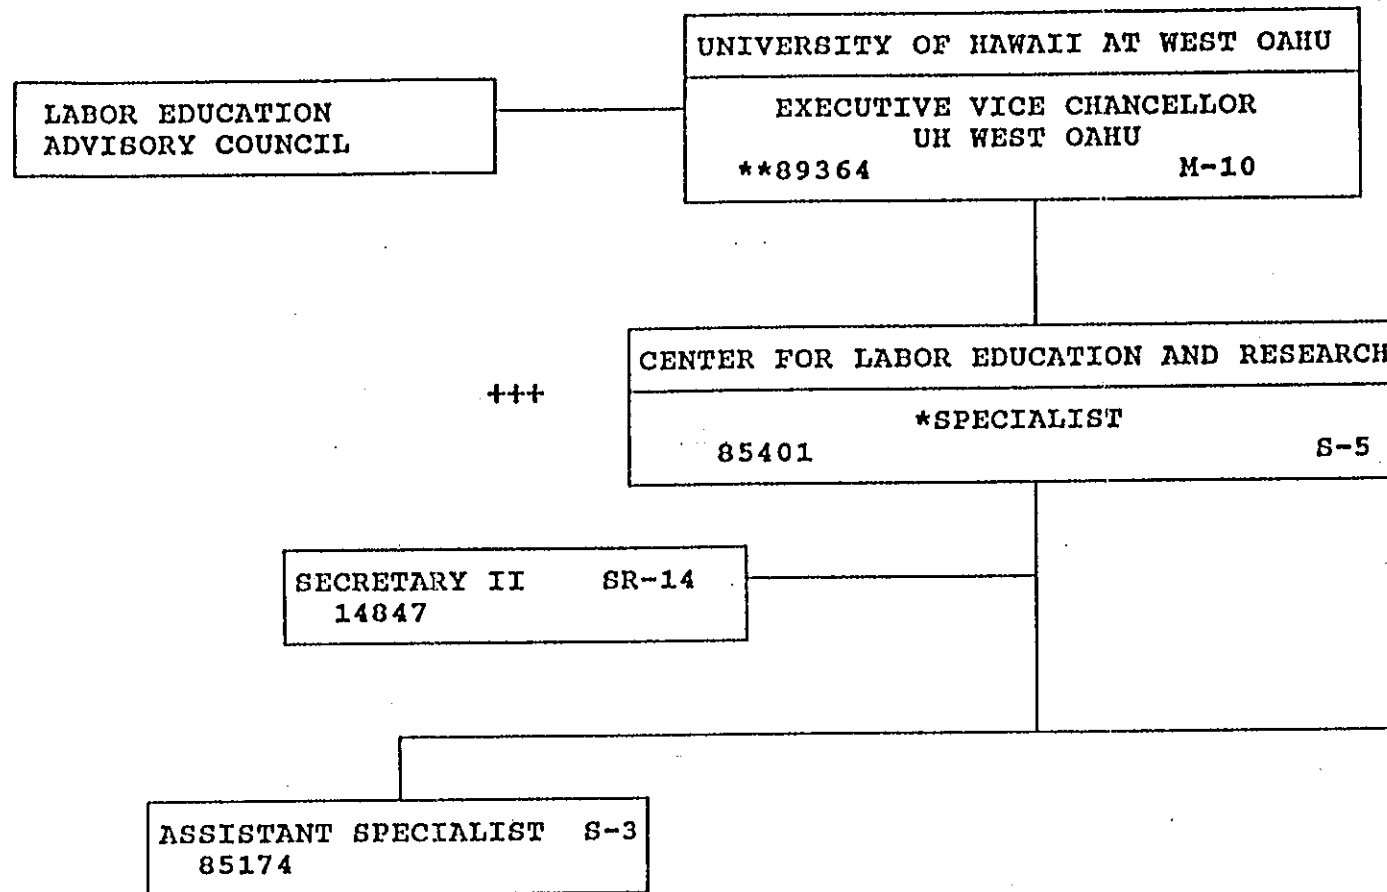 UNIVERSITY OF HAWAII AT WEST OAHU
LABOR EDUCATION
ADVISORY COUNCIL
EXECUTIVE VICE CHANCELLOR
UH WEST OAHU
**89364 M-10
CENTER FOR LABOR EDUCATION AND RESEARCH
+++
*SPECIALIST
85401 S-5
SECRETARY II SR-14
14847
ASSISTANT SPECIALIST S-3
85174